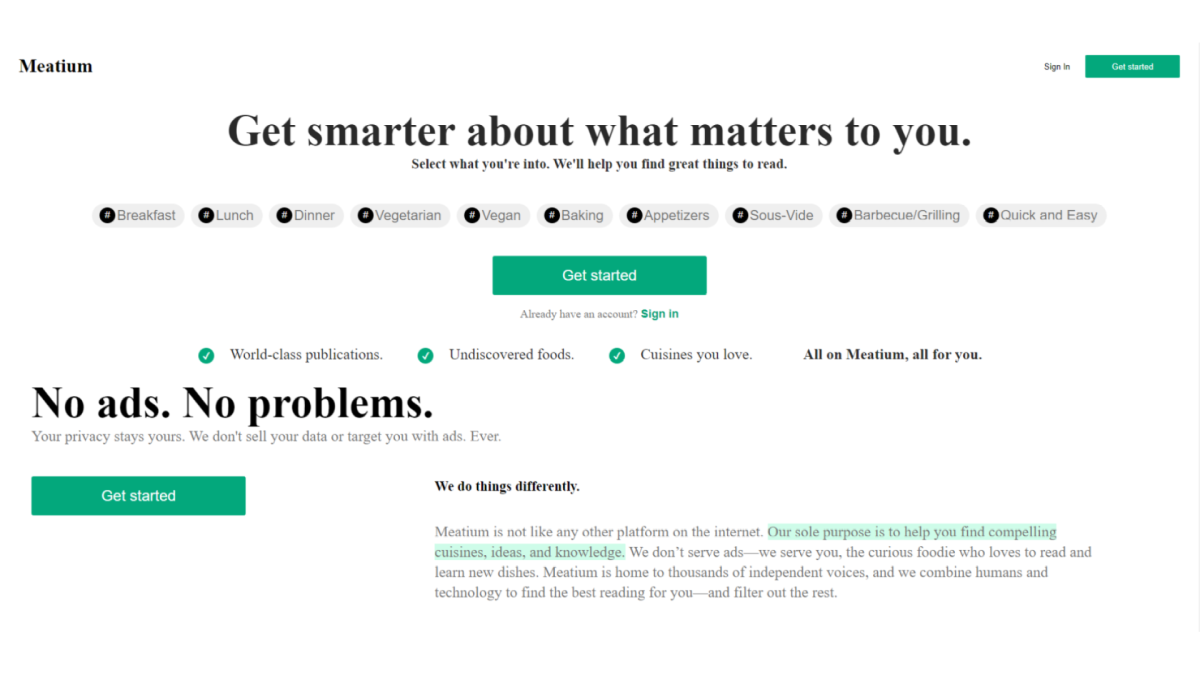 Meatium
Sign In
Get started
Get smarter about what matters to you.
Select what you're into. We'll help you find great things to read.
# Breakfast # Lunch # Dinner # Vegetarian # Vegan # Baking # Appetizers # Sous-Vide # Barbecue/Grilling # Quick and Easy
Get started
Already have an account? Sign in
World-class publications. Undiscovered foods. Cuisines you love. All on Meatium, all for you.
No ads. No problems.
Your privacy stays yours. We don't sell your data or target you with ads. Ever.
Get started
We do things differently.
Meatium is not like any other platform on the internet. Our sole purpose is to help you find compelling
cuisines, ideas, and knowledge. We don’t serve ads—we serve you, the curious foodie who loves to read and
learn new dishes. Meatium is home to thousands of independent voices, and we combine humans and
technology to find the best reading for you—and filter out the rest.